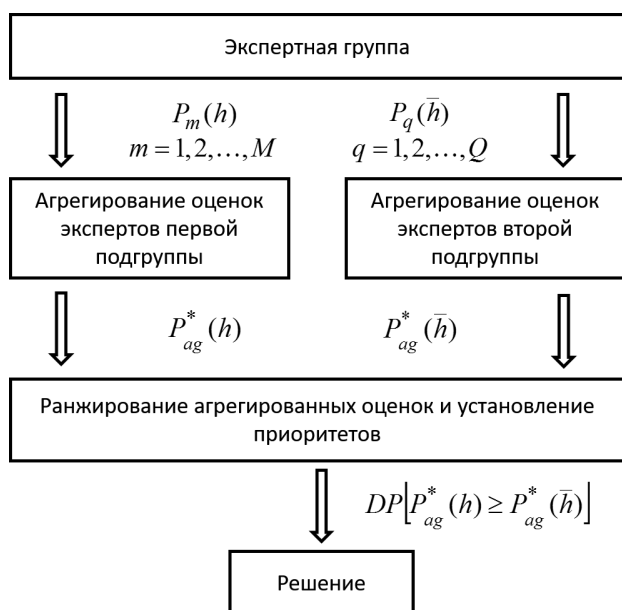 Экспертная группа
P_m(h) P_q(h̄)
m = 1,2,…,M q = 1,2,…,Q
Агрегирование оценок экспертов первой подгруппы
Агрегирование оценок экспертов второй подгруппы
P*_ag(h) P*_ag(h̄)
Ранжирование агрегированных оценок и установление
приоритетов
DP⌊P*_ag(h) ≥ P*_ag(h̄)⌋
Решение